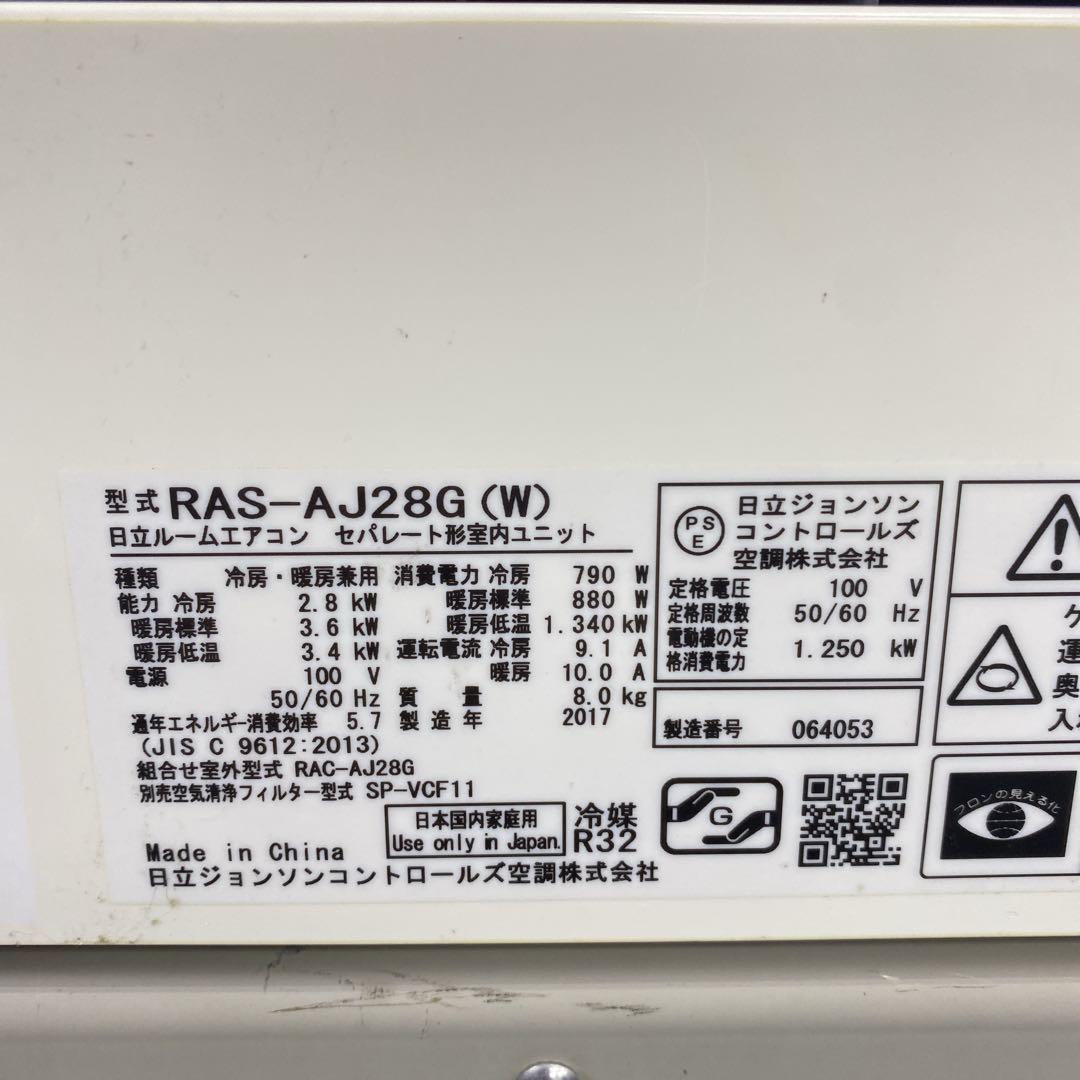 型式 RAS-AJ28G(W)
日立ルームエアコン セパレート形室内ユニット
種類 冷房・暖房兼用
能力 冷房 2.8 kW
暖房標準 3.6 kW
暖房低温 3.4 kW
電源 100 V
50/60 Hz
消費電力 冷房 790 W
暖房標準 880 W
暖房低温 1.340 kW
運転電流 冷房 9.1 A
暖房 10.0 A
質量 8.0 kg
製造年 2017
通年エネルギー消費効率 5.7
(JIS C 9612:2013)
組合せ室外型式 RAC-AJ28G
別売空気清浄フィルター型式 SP-VCF11
日本国内家庭用
Use only in Japan.
冷媒
R32
Made in China
日立ジョンソンコントロールズ空調株式会社
PSE
日立ジョンソン
コントロールズ
空調株式会社
定格電圧 100 V
定格周波数 50/60 Hz
電動機の定
格消費電力 1.250 kW
製造番号 064053
G
ケ
運
奥
入
フロンの見える化